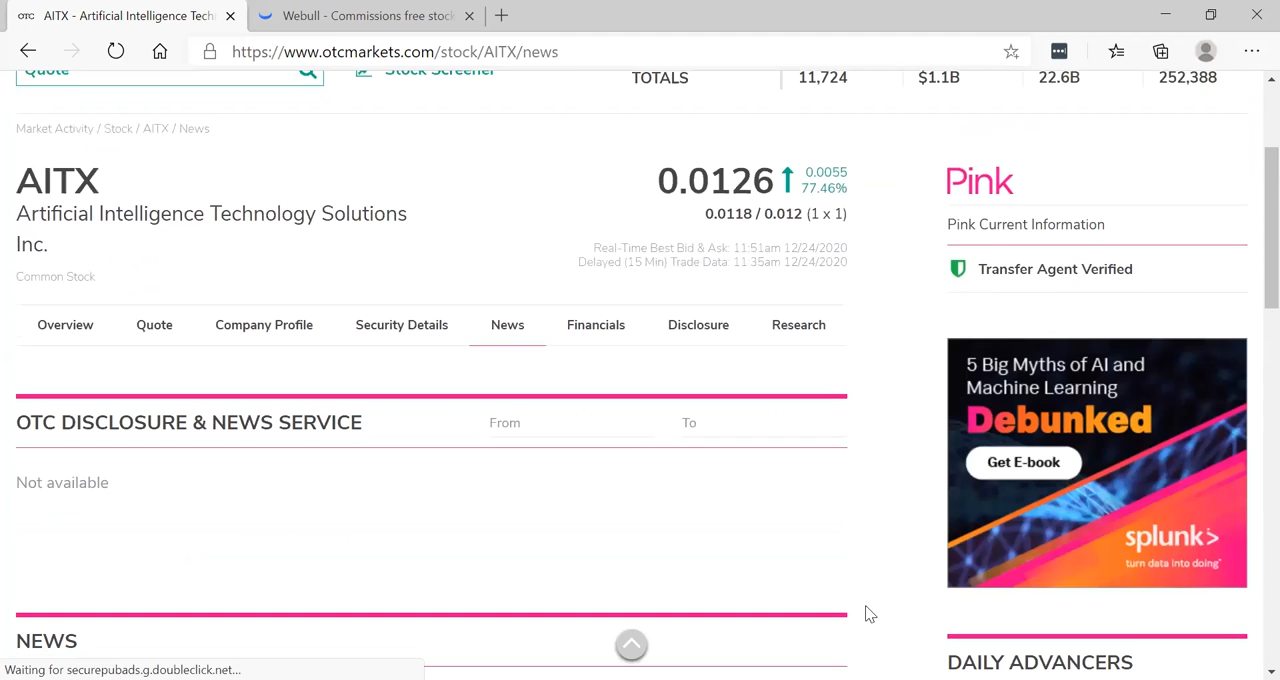 OTC AITX - Artificial Intelligence Tech
Webull - Commissions free stock
https://www.otcmarkets.com/stock/AITX/news
Quote
Stock Screener
TOTALS 11,724 $1.1B 22.6B 252,388
Market Activity / Stock / AITX / News
AITX
Artificial Intelligence Technology Solutions
Inc.
Common Stock
0.0126 0.0055
77.46%
0.0118 / 0.012 (1 x 1)
Real-Time Best Bid & Ask: 11:51am 12/24/2020
Delayed (15 Min) Trade Data: 11:35am 12/24/2020
Pink
Pink Current Information
Transfer Agent Verified
Overview Quote Company Profile Security Details News Financials Disclosure Research
OTC DISCLOSURE & NEWS SERVICE From To
Not available
5 Big Myths of AI and
Machine Learning
Debunked
Get E-book
splunk>
turn data into doing™
NEWS
DAILY ADVANCERS
Waiting for securepubads.g.doubleclick.net...